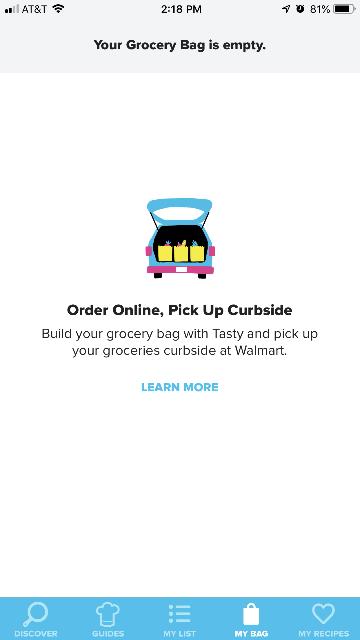 AT&T 2:18 PM 81%
Your Grocery Bag is empty.
Order Online, Pick Up Curbside
Build your grocery bag with Tasty and pick up
your groceries curbside at Walmart.
LEARN MORE
DISCOVER GUIDES MY LIST MY BAG MY RECIPES